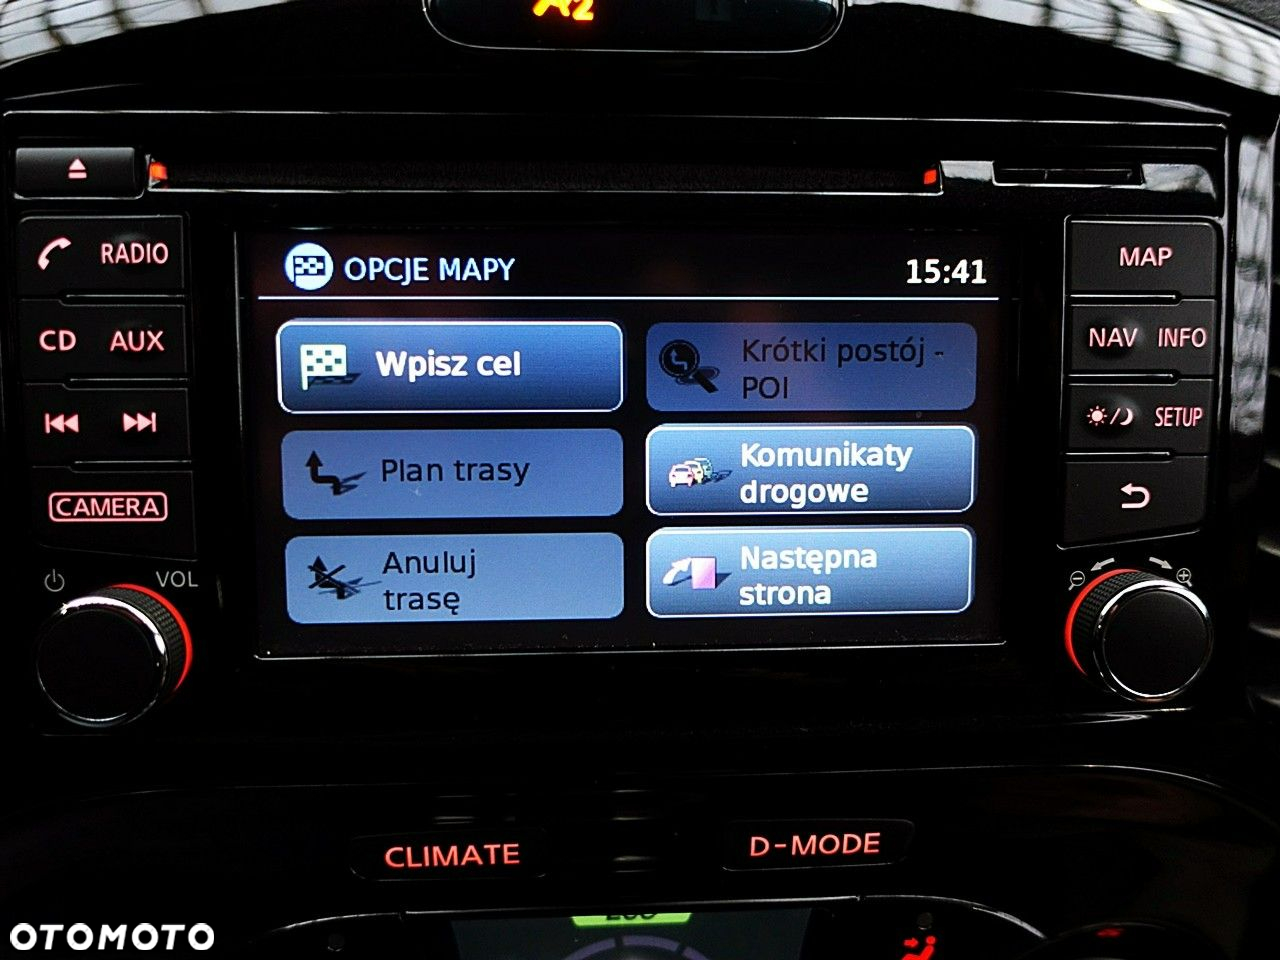 RADIO
CD AUX
CAMERA
VOL
OPCJE MAPY 15:41
Wpisz cel
Krótki postój -
POI
Plan trasy
Komunikaty
drogowe
Anuluj
trasę
Następna
strona
MAP
NAV INFO
SETUP
CLIMATE
D-MODE
OTOMOTO